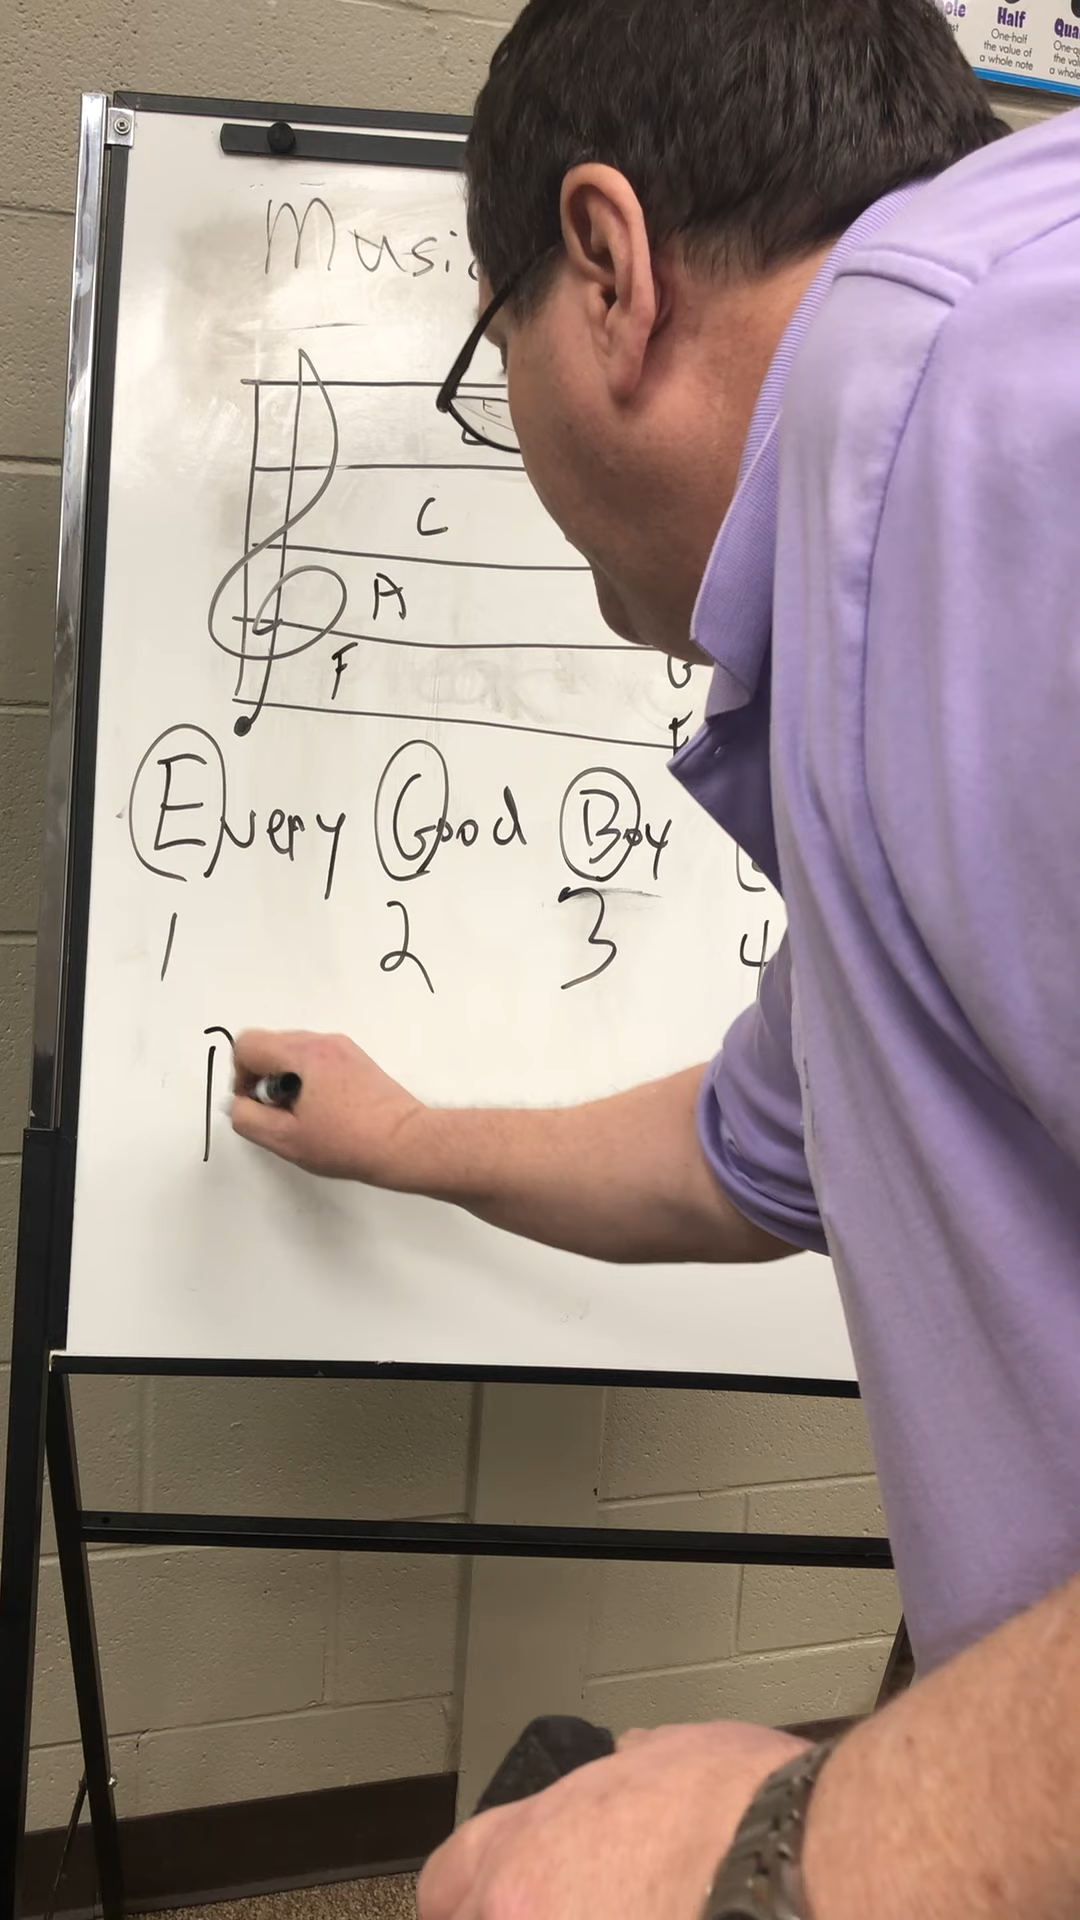 Half
One-half
the value of
a whole note
Music
E
C
A
F
G
E
Every Good Boy
1 2 3 4